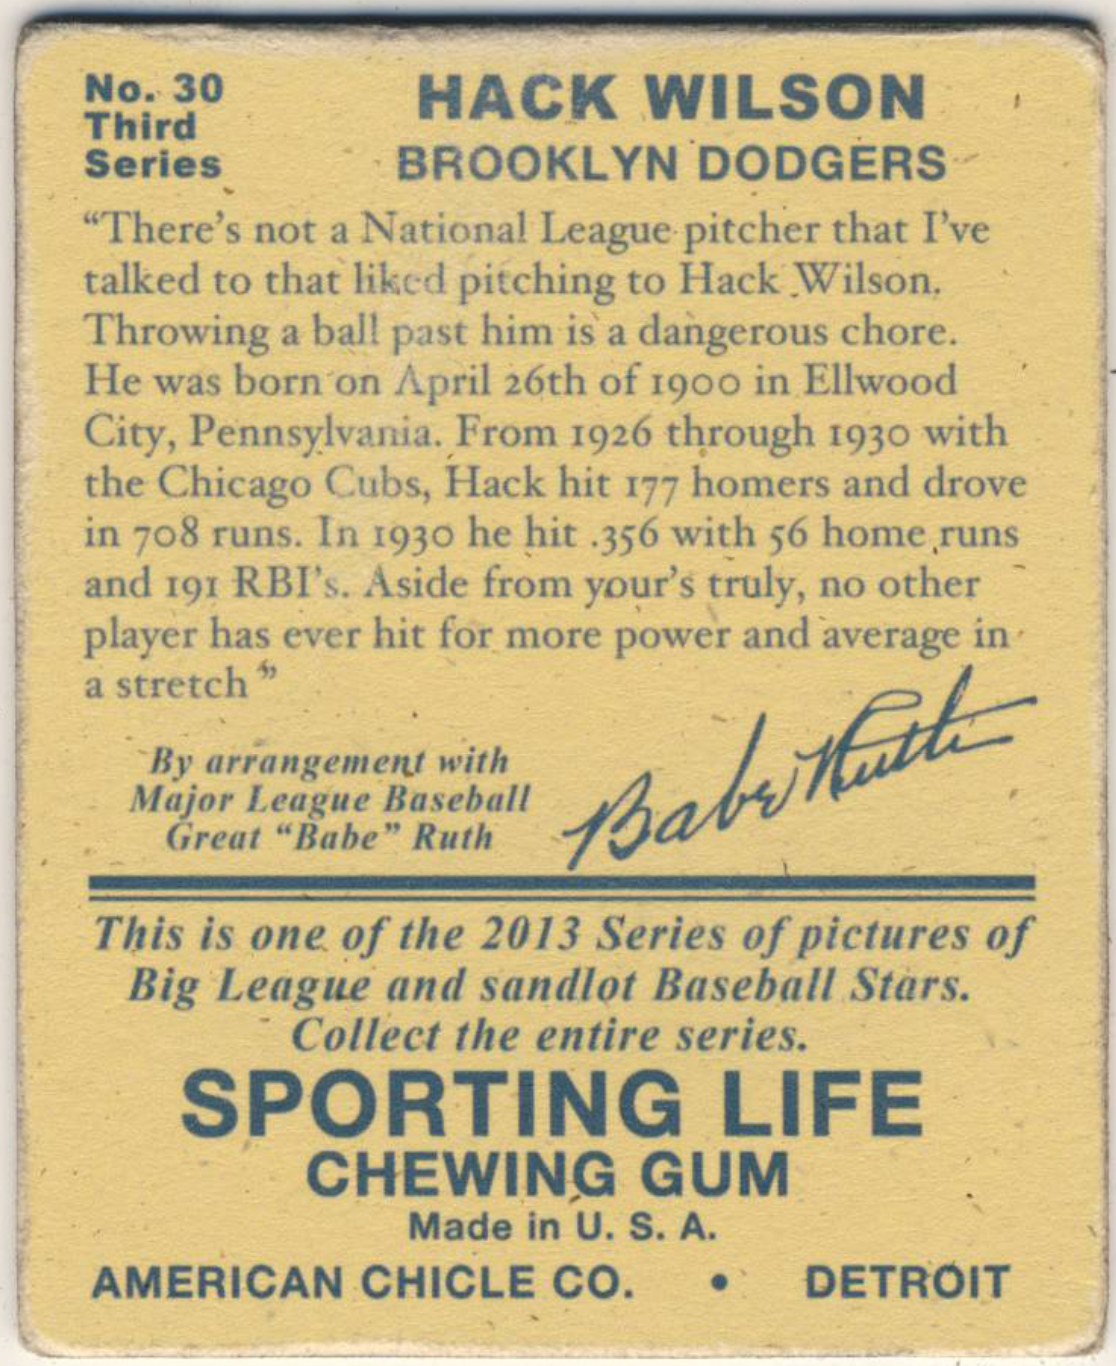 No. 30
Third
Series
HACK WILSON
BROOKLYN DODGERS
“There’s not a National League pitcher that I’ve
talked to that liked pitching to Hack Wilson.
Throwing a ball past him is a dangerous chore.
He was born on April 26th of 1900 in Ellwood
City, Pennsylvania. From 1926 through 1930 with
the Chicago Cubs, Hack hit 177 homers and drove
in 708 runs. In 1930 he hit .356 with 56 home runs
and 191 RBI’s. Aside from your’s truly, no other
player has ever hit for more power and average in
a stretch ”
By arrangement with
Major League Baseball
Great “Babe” Ruth
Babe Ruth
This is one of the 2013 Series of pictures of
Big League and sandlot Baseball Stars.
Collect the entire series.
SPORTING LIFE
CHEWING GUM
Made in U. S. A.
AMERICAN CHICLE CO. • DETROIT